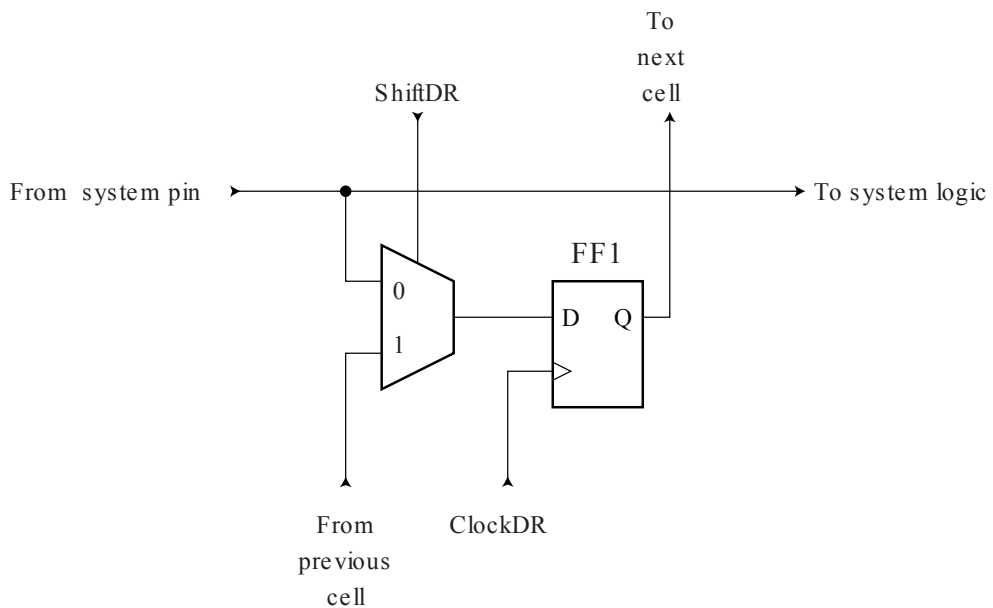 To
next
cell
ShiftDR
From system pin
To system logic
FF1
0
D Q
1
From
previous
cell
ClockDR